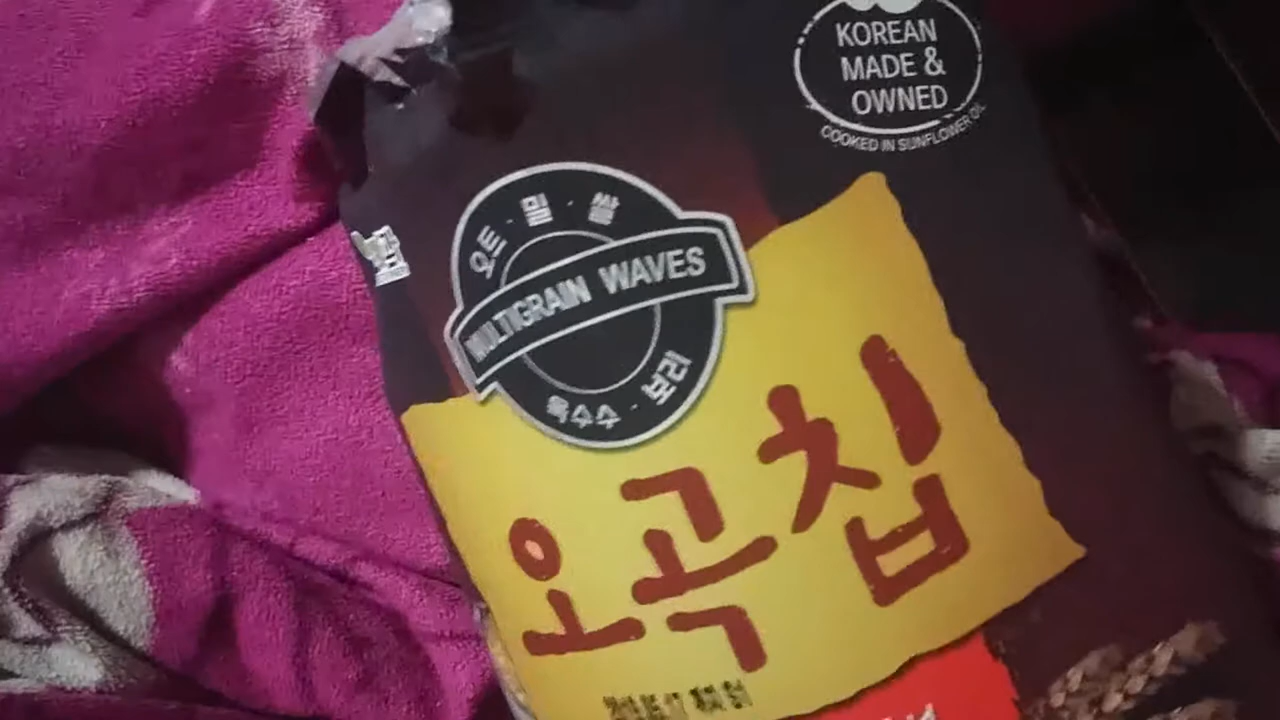 KOREAN
MADE &
OWNED
COOKED IN SUNFLOWER OIL
오트 · 밀 · 쌀
MULTIGRAIN WAVES
옥수수 · 보리
오곡칩